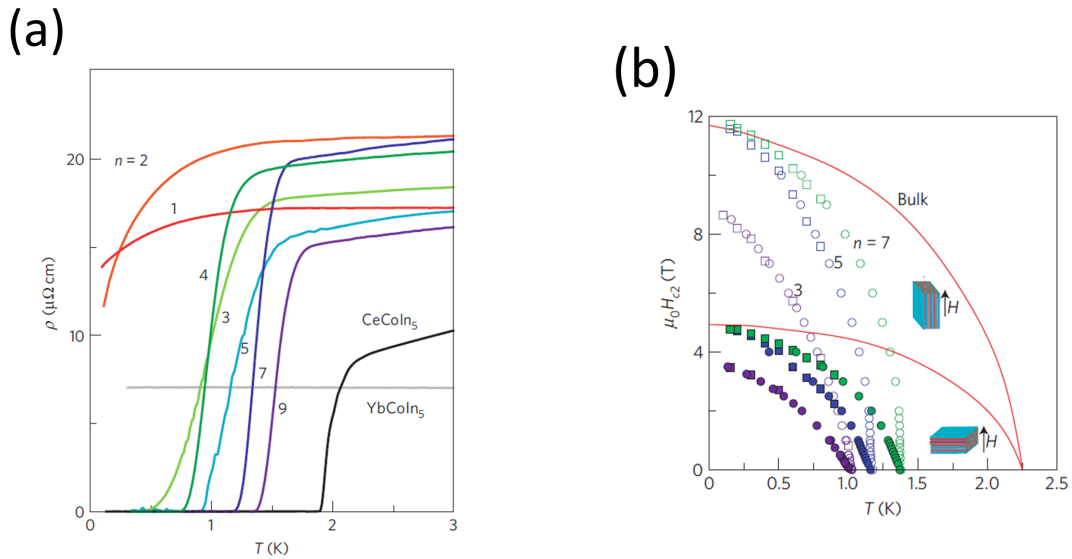 (a)
(b)
20
10
0
ρ (μΩ cm)
n = 2
1
4
3
5
7
9
CeCoIn5
YbCoIn5
0
1
2
3
T (K)
12
8
4
0
μ0Hc2 (T)
Bulk
n = 7
5
3
H
H
0
0.5
1.0
1.5
2.0
2.5
T (K)